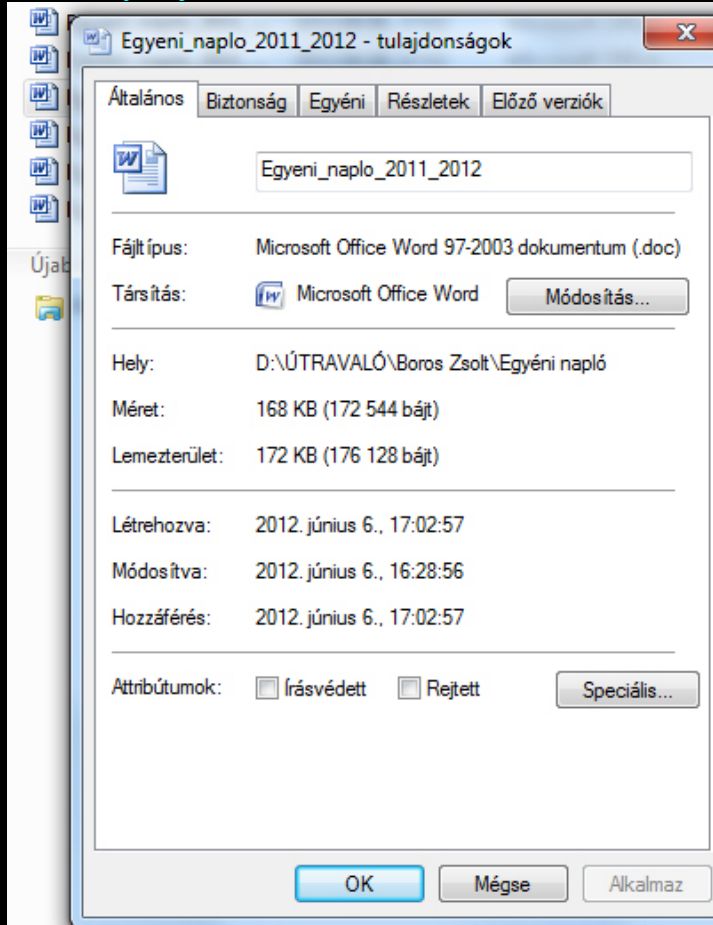 Egyeni_naplo_2011_2012 - tulajdonságok
Általános Biztonság Egyéni Részletek Előző verziók
Egyeni_naplo_2011_2012
Fájltípus: Microsoft Office Word 97-2003 dokumentum (.doc)
Társítás: Microsoft Office Word Módosítás...
Hely: D:\ÚTRAVALÓ\Boros Zsolt\Egyéni napló
Méret: 168 KB (172 544 bájt)
Lemezterület: 172 KB (176 128 bájt)
Létrehozva: 2012. június 6., 17:02:57
Módosítva: 2012. június 6., 16:28:56
Hozzáférés: 2012. június 6., 17:02:57
Attribútumok: Írásvédett Rejtett Speciális...
OK Mégse Alkalmaz